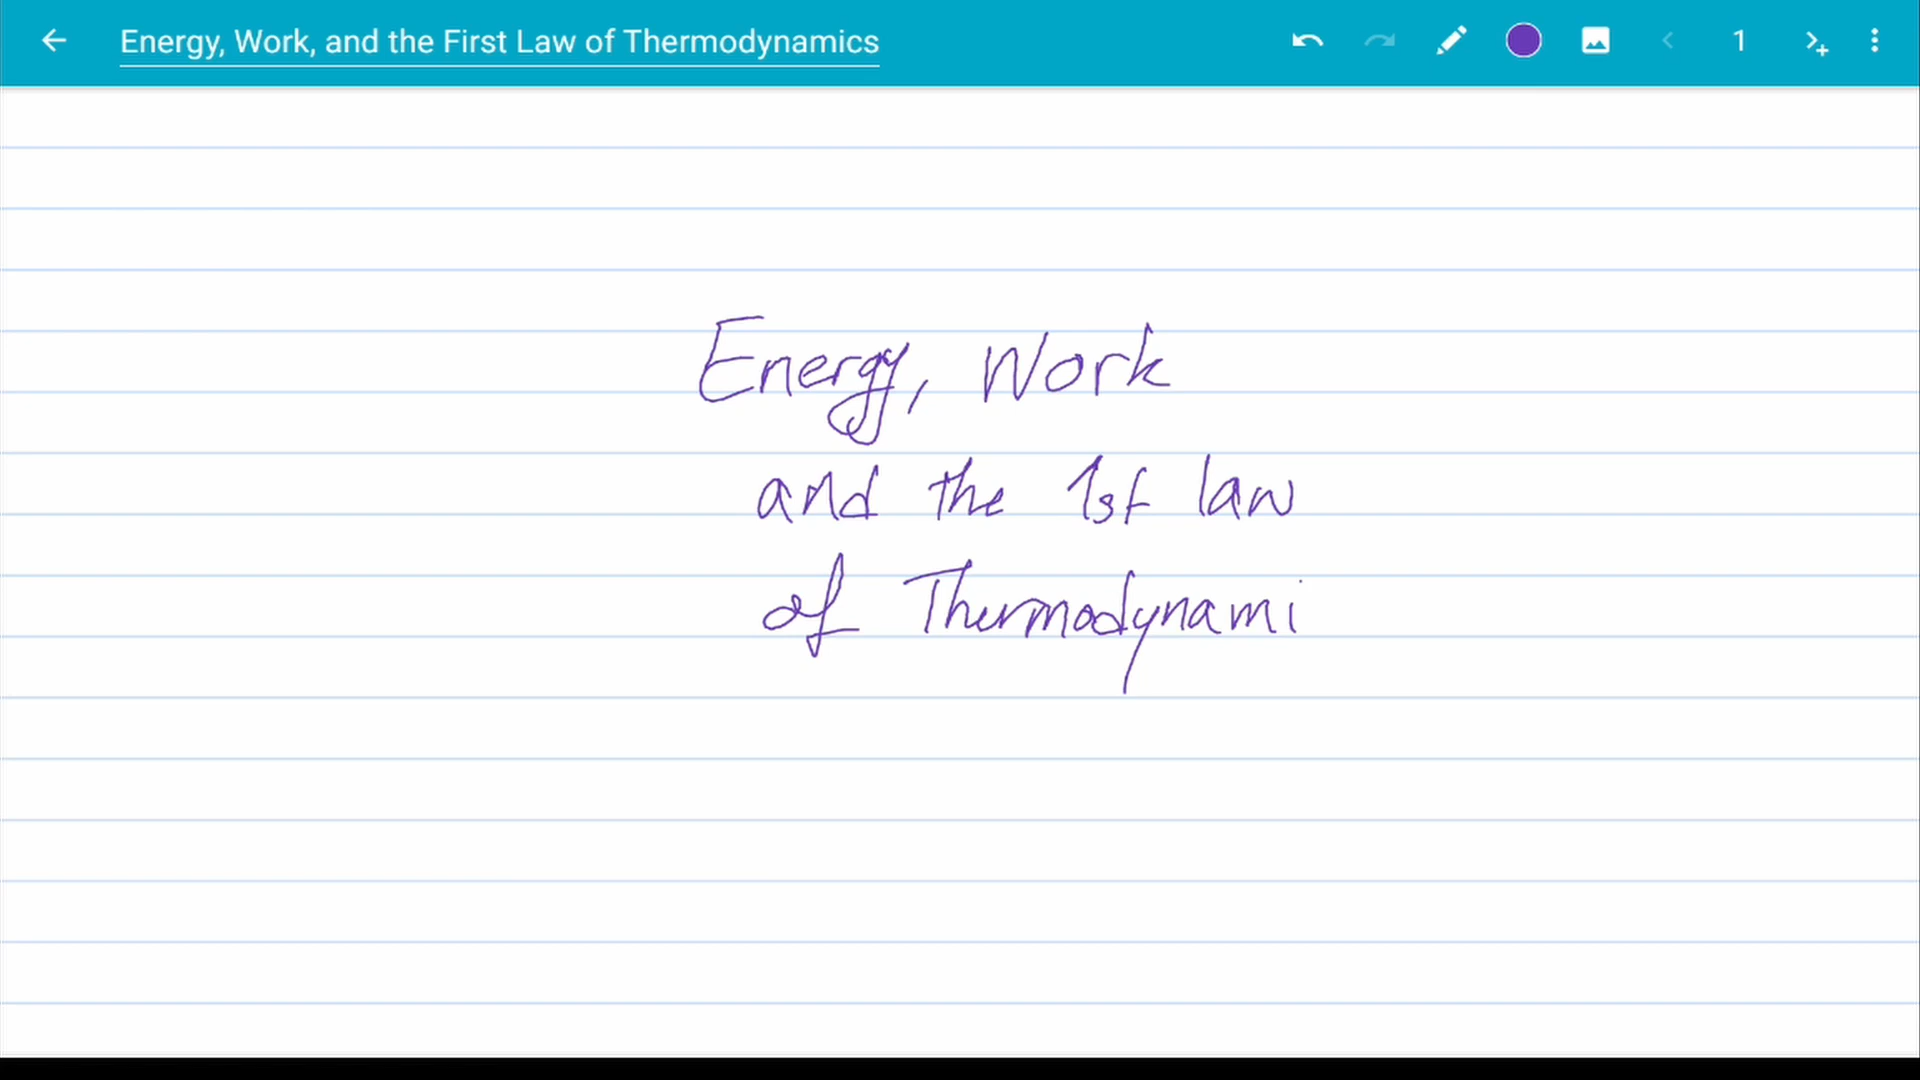 Energy, Work, and the First Law of Thermodynamics
1
Energy, Work
and the 1st law
of Thermodynami